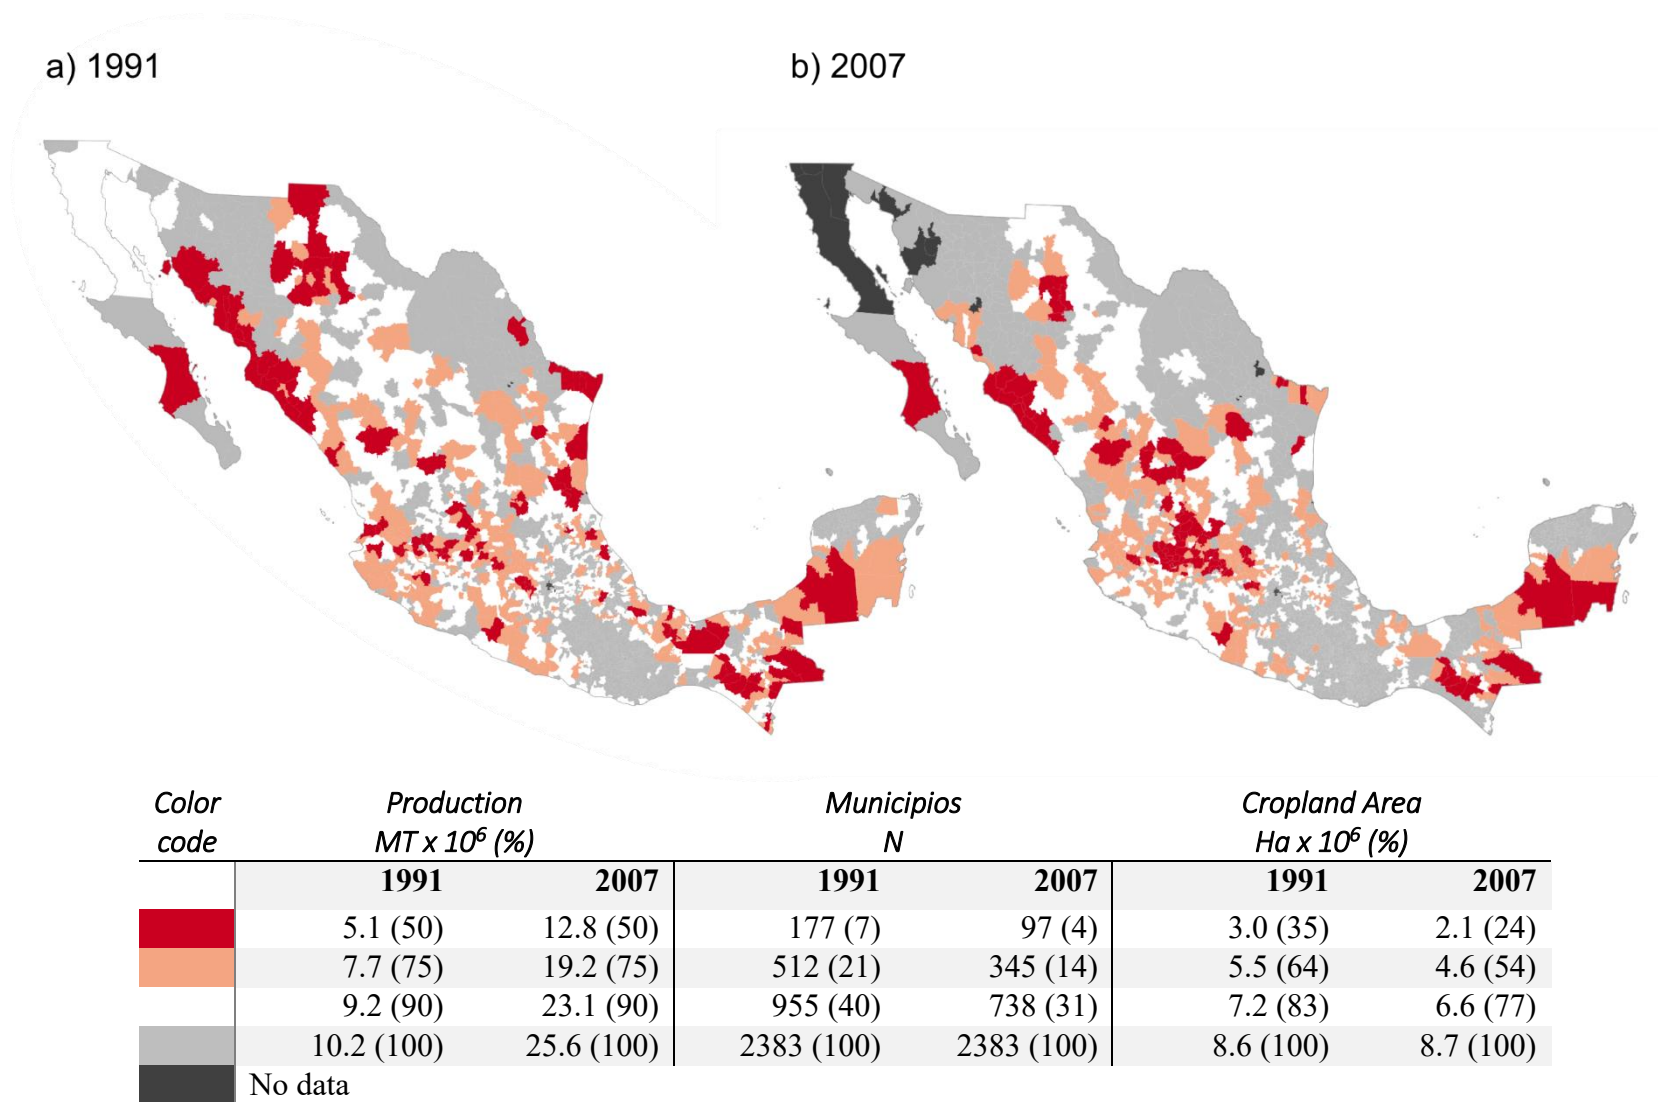 a) 1991
b) 2007
Color Production Municipios Cropland Area
code MT x 10⁶ (%) N Ha x 10⁶ (%)
1991 2007 1991 2007 1991 2007
5.1 (50) 12.8 (50) 177 (7) 97 (4) 3.0 (35) 2.1 (24)
7.7 (75) 19.2 (75) 512 (21) 345 (14) 5.5 (64) 4.6 (54)
9.2 (90) 23.1 (90) 955 (40) 738 (31) 7.2 (83) 6.6 (77)
10.2 (100) 25.6 (100) 2383 (100) 2383 (100) 8.6 (100) 8.7 (100)
No data